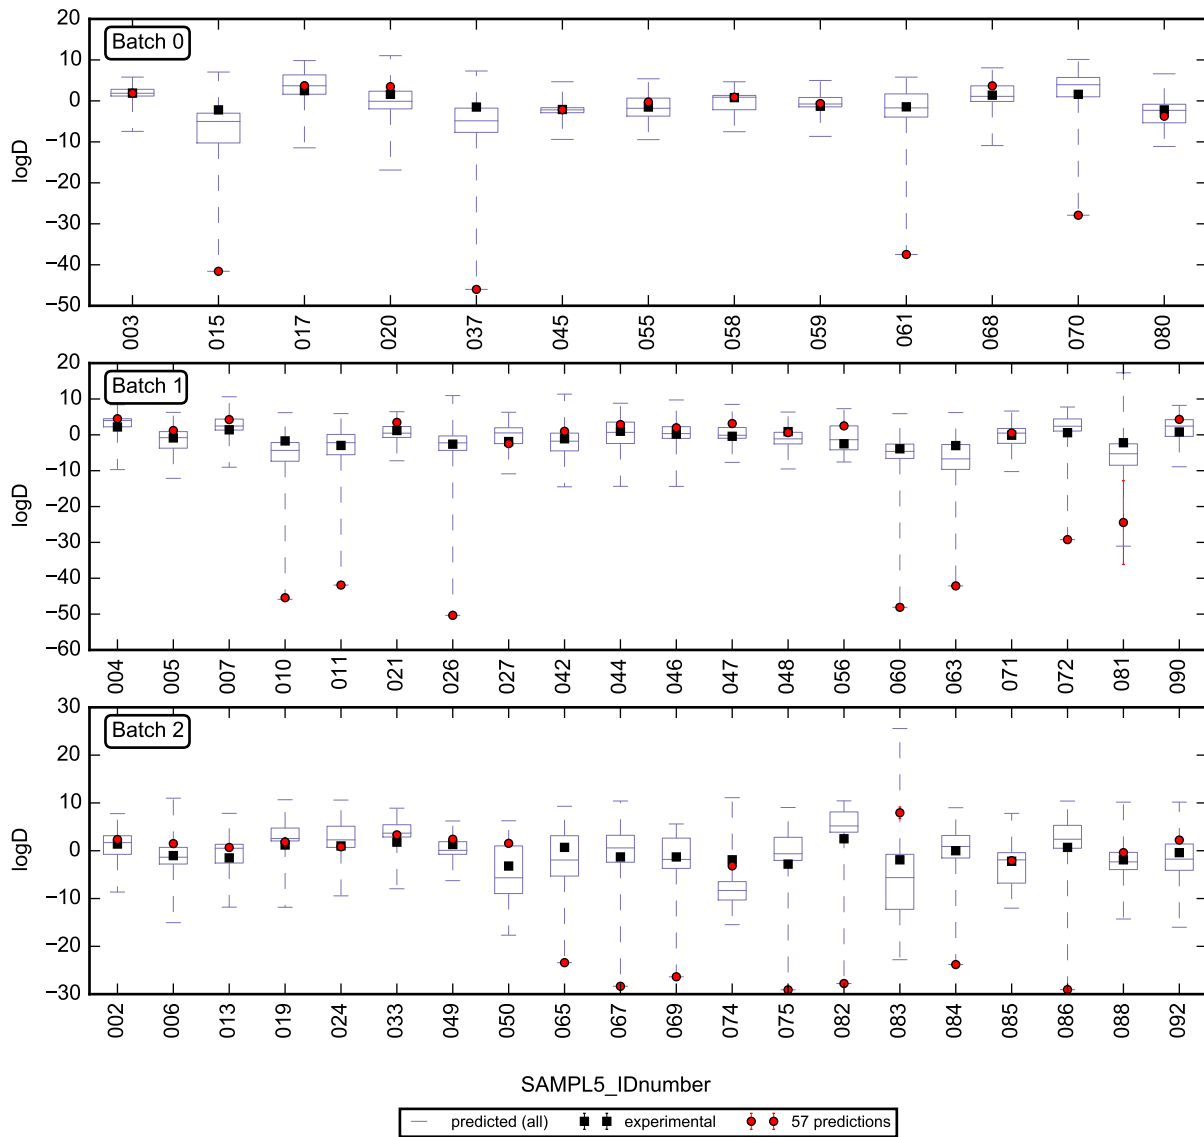 20
Batch 0
10
0
−10
−20
−30
−40
−50
logD
003 015 017 020 037 045 055 058 059 061 068 070 080
20
Batch 1
10
0
−10
−20
−30
−40
−50
−60
logD
004 005 007 010 011 021 026 027 042 044 046 047 048 056 060 063 071 072 081 090
30
Batch 2
20
10
0
−10
−20
−30
logD
002 006 013 019 024 033 049 050 065 067 069 074 075 082 083 084 085 086 088 092
SAMPL5_IDnumber
predicted (all) experimental 57 predictions